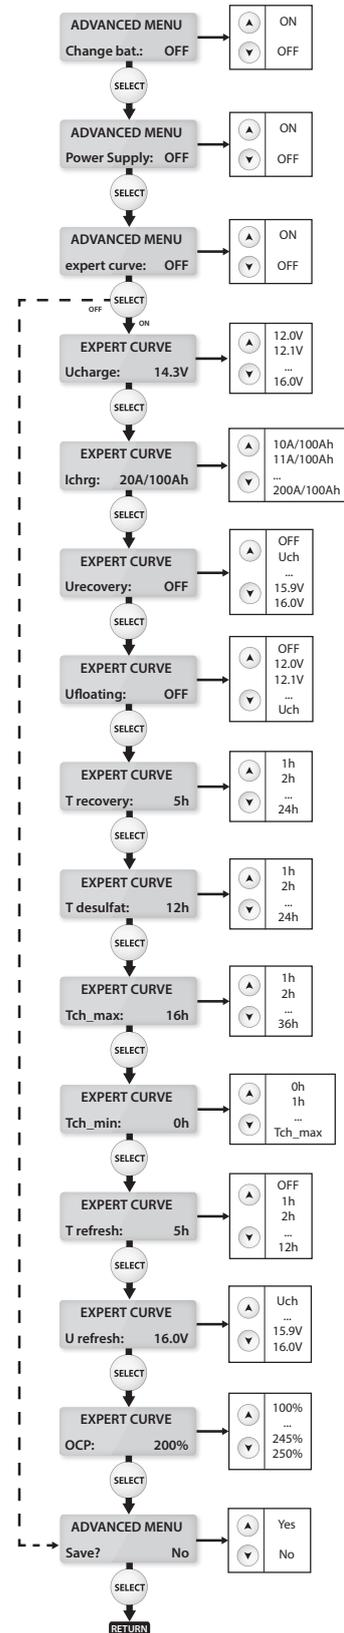 ADVANCED MENU
Change bat.: OFF
ON
OFF
SELECT
ADVANCED MENU
Power Supply: OFF
ON
OFF
SELECT
ADVANCED MENU
expert curve: OFF
ON
OFF
SELECT
OFF
ON
EXPERT CURVE
Ucharge: 14.3V
12.0V
12.1V
...
16.0V
SELECT
EXPERT CURVE
Ichrg: 20A/100Ah
10A/100Ah
11A/100Ah
...
200A/100Ah
SELECT
EXPERT CURVE
Urecovery: OFF
OFF
Uch
...
15.9V
16.0V
SELECT
EXPERT CURVE
Ufloating: OFF
OFF
12.0V
12.1V
...
Uch
SELECT
EXPERT CURVE
T recovery: 5h
1h
2h
...
24h
SELECT
EXPERT CURVE
T desulfat: 12h
1h
2h
...
24h
SELECT
EXPERT CURVE
Tch_max: 16h
1h
2h
...
36h
SELECT
EXPERT CURVE
Tch_min: 0h
0h
1h
...
Tch_max
SELECT
EXPERT CURVE
T refresh: 5h
OFF
1h
2h
...
12h
SELECT
EXPERT CURVE
U refresh: 16.0V
Uch
...
15.9V
16.0V
SELECT
EXPERT CURVE
OCP: 200%
100%
...
245%
250%
SELECT
ADVANCED MENU
Save? No
Yes
No
SELECT
RETURN